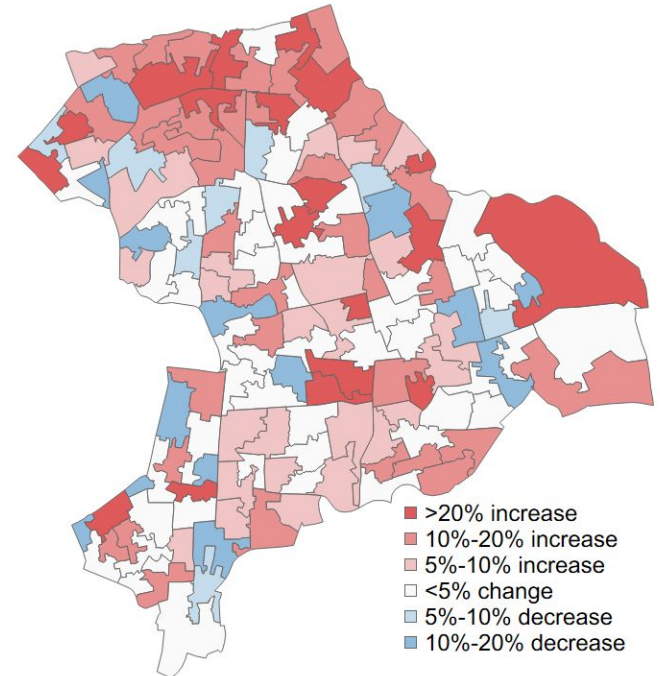 >20% increase
10%-20% increase
5%-10% increase
<5% change
5%-10% decrease
10%-20% decrease